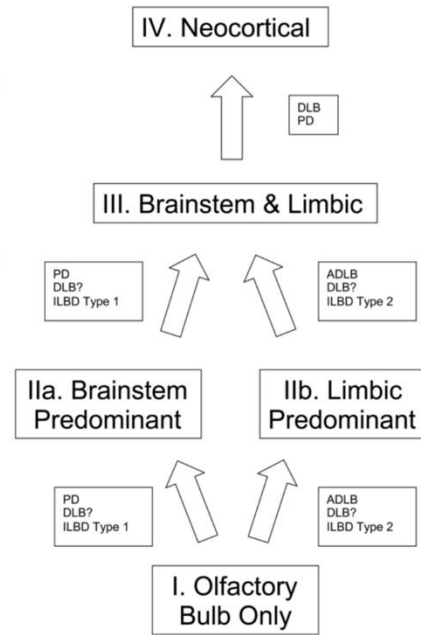 IV. Neocortical
DLB
PD
III. Brainstem & Limbic
PD
DLB?
ILBD Type 1
ADLB
DLB?
ILBD Type 2
IIa. Brainstem
Predominant
IIb. Limbic
Predominant
PD
DLB?
ILBD Type 1
ADLB
DLB?
ILBD Type 2
I. Olfactory
Bulb Only